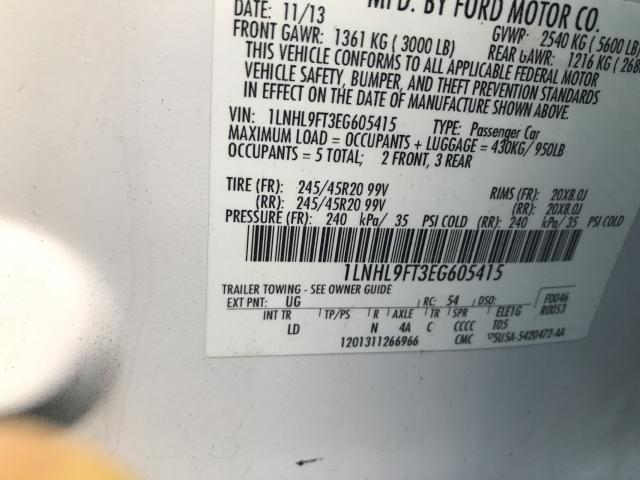 DATE: 11/13 MFD. BY FORD MOTOR CO.
FRONT GAWR: 1361 KG ( 3000 LB) GVWR: 2540 KG ( 5600 LB)
REAR GAWR: 1216 KG (
THIS VEHICLE CONFORMS TO ALL APPLICABLE FEDERAL MOTOR
VEHICLE SAFETY, BUMPER, AND THEFT PREVENTION STANDARDS
IN EFFECT ON THE DATE OF MANUFACTURE SHOWN ABOVE.
VIN: 1LNHL9FT3EG605415 TYPE: Passenger Car
MAXIMUM LOAD = OCCUPANTS + LUGGAGE = 430KG/ 950LB
OCCUPANTS = 5 TOTAL; 2 FRONT, 3 REAR
TIRE (FR): 245/45R20 99V RIMS (FR): 20X8.0J
(RR): 245/45R20 99V (RR): 20X8.0J
PRESSURE (FR): 240 kPa/ 35 PSI COLD (RR): 240 kPa/ 35 PSI COLD
1LNHL9FT3EG605415
TRAILER TOWING - SEE OWNER GUIDE
EXT PNT: UG RC: 54 DSO: F0046
INT TR TP/PS R AXLE TR SPR ELE1G R0053
LD N 4A C CCCC T05
1201311266966 CMC 5U5A-5420472-AA